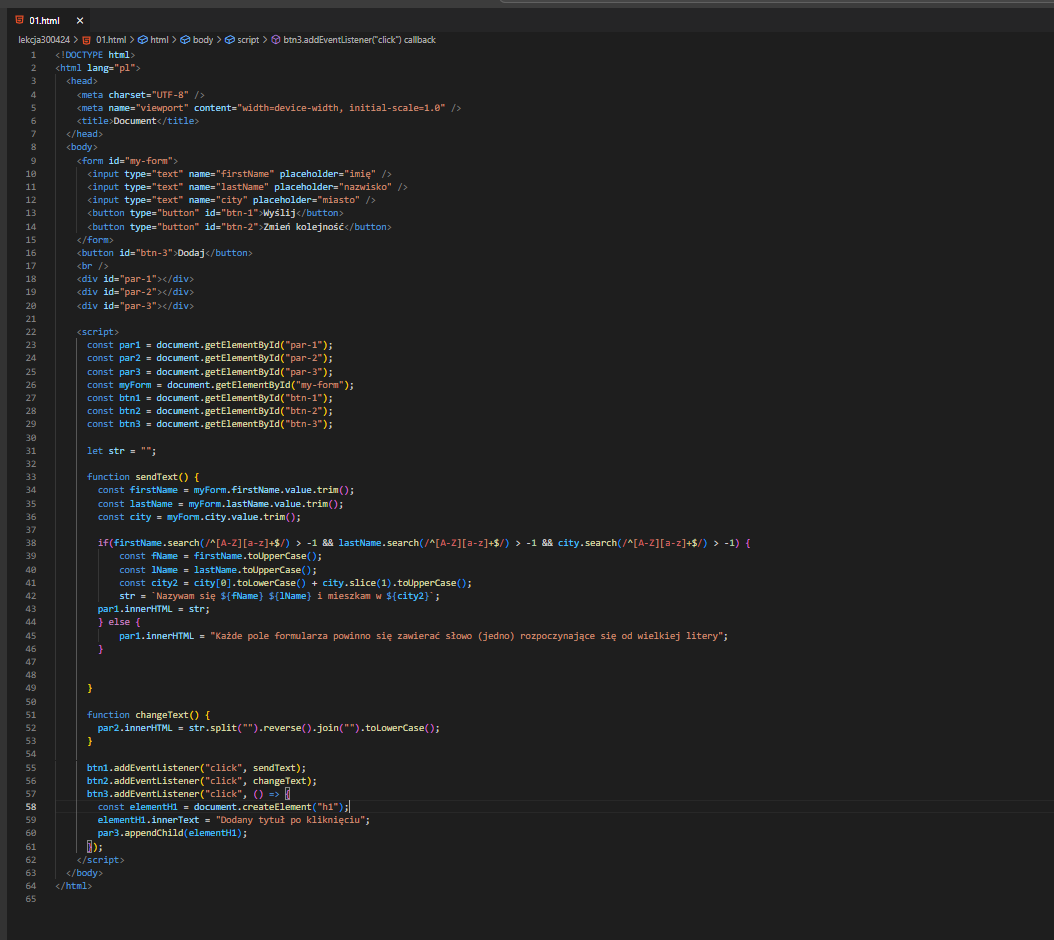 01.html ×
lekcja300424 > 01.html > html > body > script > btn3.addEventListener("click") callback
1 <!DOCTYPE html>
2 <html lang="pl">
3 <head>
4 <meta charset="UTF-8" />
5 <meta name="viewport" content="width=device-width, initial-scale=1.0" />
6 <title>Document</title>
7 </head>
8 <body>
9 <form id="my-form">
10 <input type="text" name="firstName" placeholder="imię" />
11 <input type="text" name="lastName" placeholder="nazwisko" />
12 <input type="text" name="city" placeholder="miasto" />
13 <button type="button" id="btn-1">Wyślij</button>
14 <button type="button" id="btn-2">Zmień kolejność</button>
15 </form>
16 <button id="btn-3">Dodaj</button>
17 <br />
18 <div id="par-1"></div>
19 <div id="par-2"></div>
20 <div id="par-3"></div>
21
22 <script>
23 const par1 = document.getElementById("par-1");
24 const par2 = document.getElementById("par-2");
25 const par3 = document.getElementById("par-3");
26 const myForm = document.getElementById("my-form");
27 const btn1 = document.getElementById("btn-1");
28 const btn2 = document.getElementById("btn-2");
29 const btn3 = document.getElementById("btn-3");
30
31 let str = "";
32
33 function sendText() {
34 const firstName = myForm.firstName.value.trim();
35 const lastName = myForm.lastName.value.trim();
36 const city = myForm.city.value.trim();
37
38 if(firstName.search(/^[A-Z][a-z]+$/) > -1 && lastName.search(/^[A-Z][a-z]+$/) > -1 && city.search(/^[A-Z][a-z]+$/) > -1) {
39 const fName = firstName.toUpperCase();
40 const lName = lastName.toUpperCase();
41 const city2 = city[0].toLowerCase() + city.slice(1).toUpperCase();
42 str = `Nazywam się ${fName} ${lName} i mieszkam w ${city2}`;
43 par1.innerHTML = str;
44 } else {
45 par1.innerHTML = "Każde pole formularza powinno się zawierać słowo (jedno) rozpoczynające się od wielkiej litery";
46 }
47
48
49 }
50
51 function changeText() {
52 par2.innerHTML = str.split("").reverse().join("").toLowerCase();
53 }
54
55 btn1.addEventListener("click", sendText);
56 btn2.addEventListener("click", changeText);
57 btn3.addEventListener("click", () => {
58 const elementH1 = document.createElement("h1");
59 elementH1.innerText = "Dodany tytuł po kliknięciu";
60 par3.appendChild(elementH1);
61 });
62 </script>
63 </body>
64 </html>
65